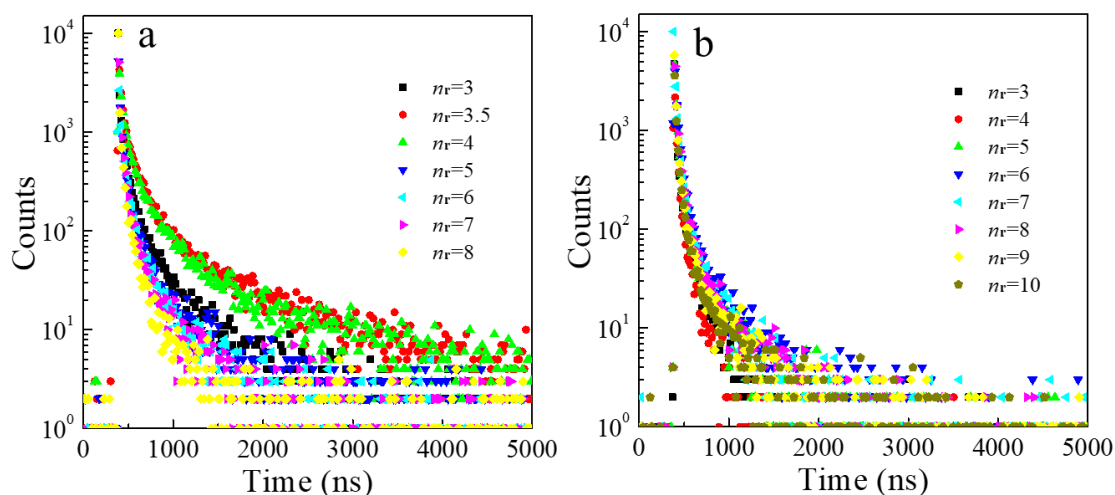 a
Counts
10^4
10^3
10^2
10^1
10^0
n_r=3
n_r=3.5
n_r=4
n_r=5
n_r=6
n_r=7
n_r=8
0 1000 2000 3000 4000 5000
Time (ns)
b
Counts
10^4
10^3
10^2
10^1
10^0
n_r=3
n_r=4
n_r=5
n_r=6
n_r=7
n_r=8
n_r=9
n_r=10
0 1000 2000 3000 4000 5000
Time (ns)